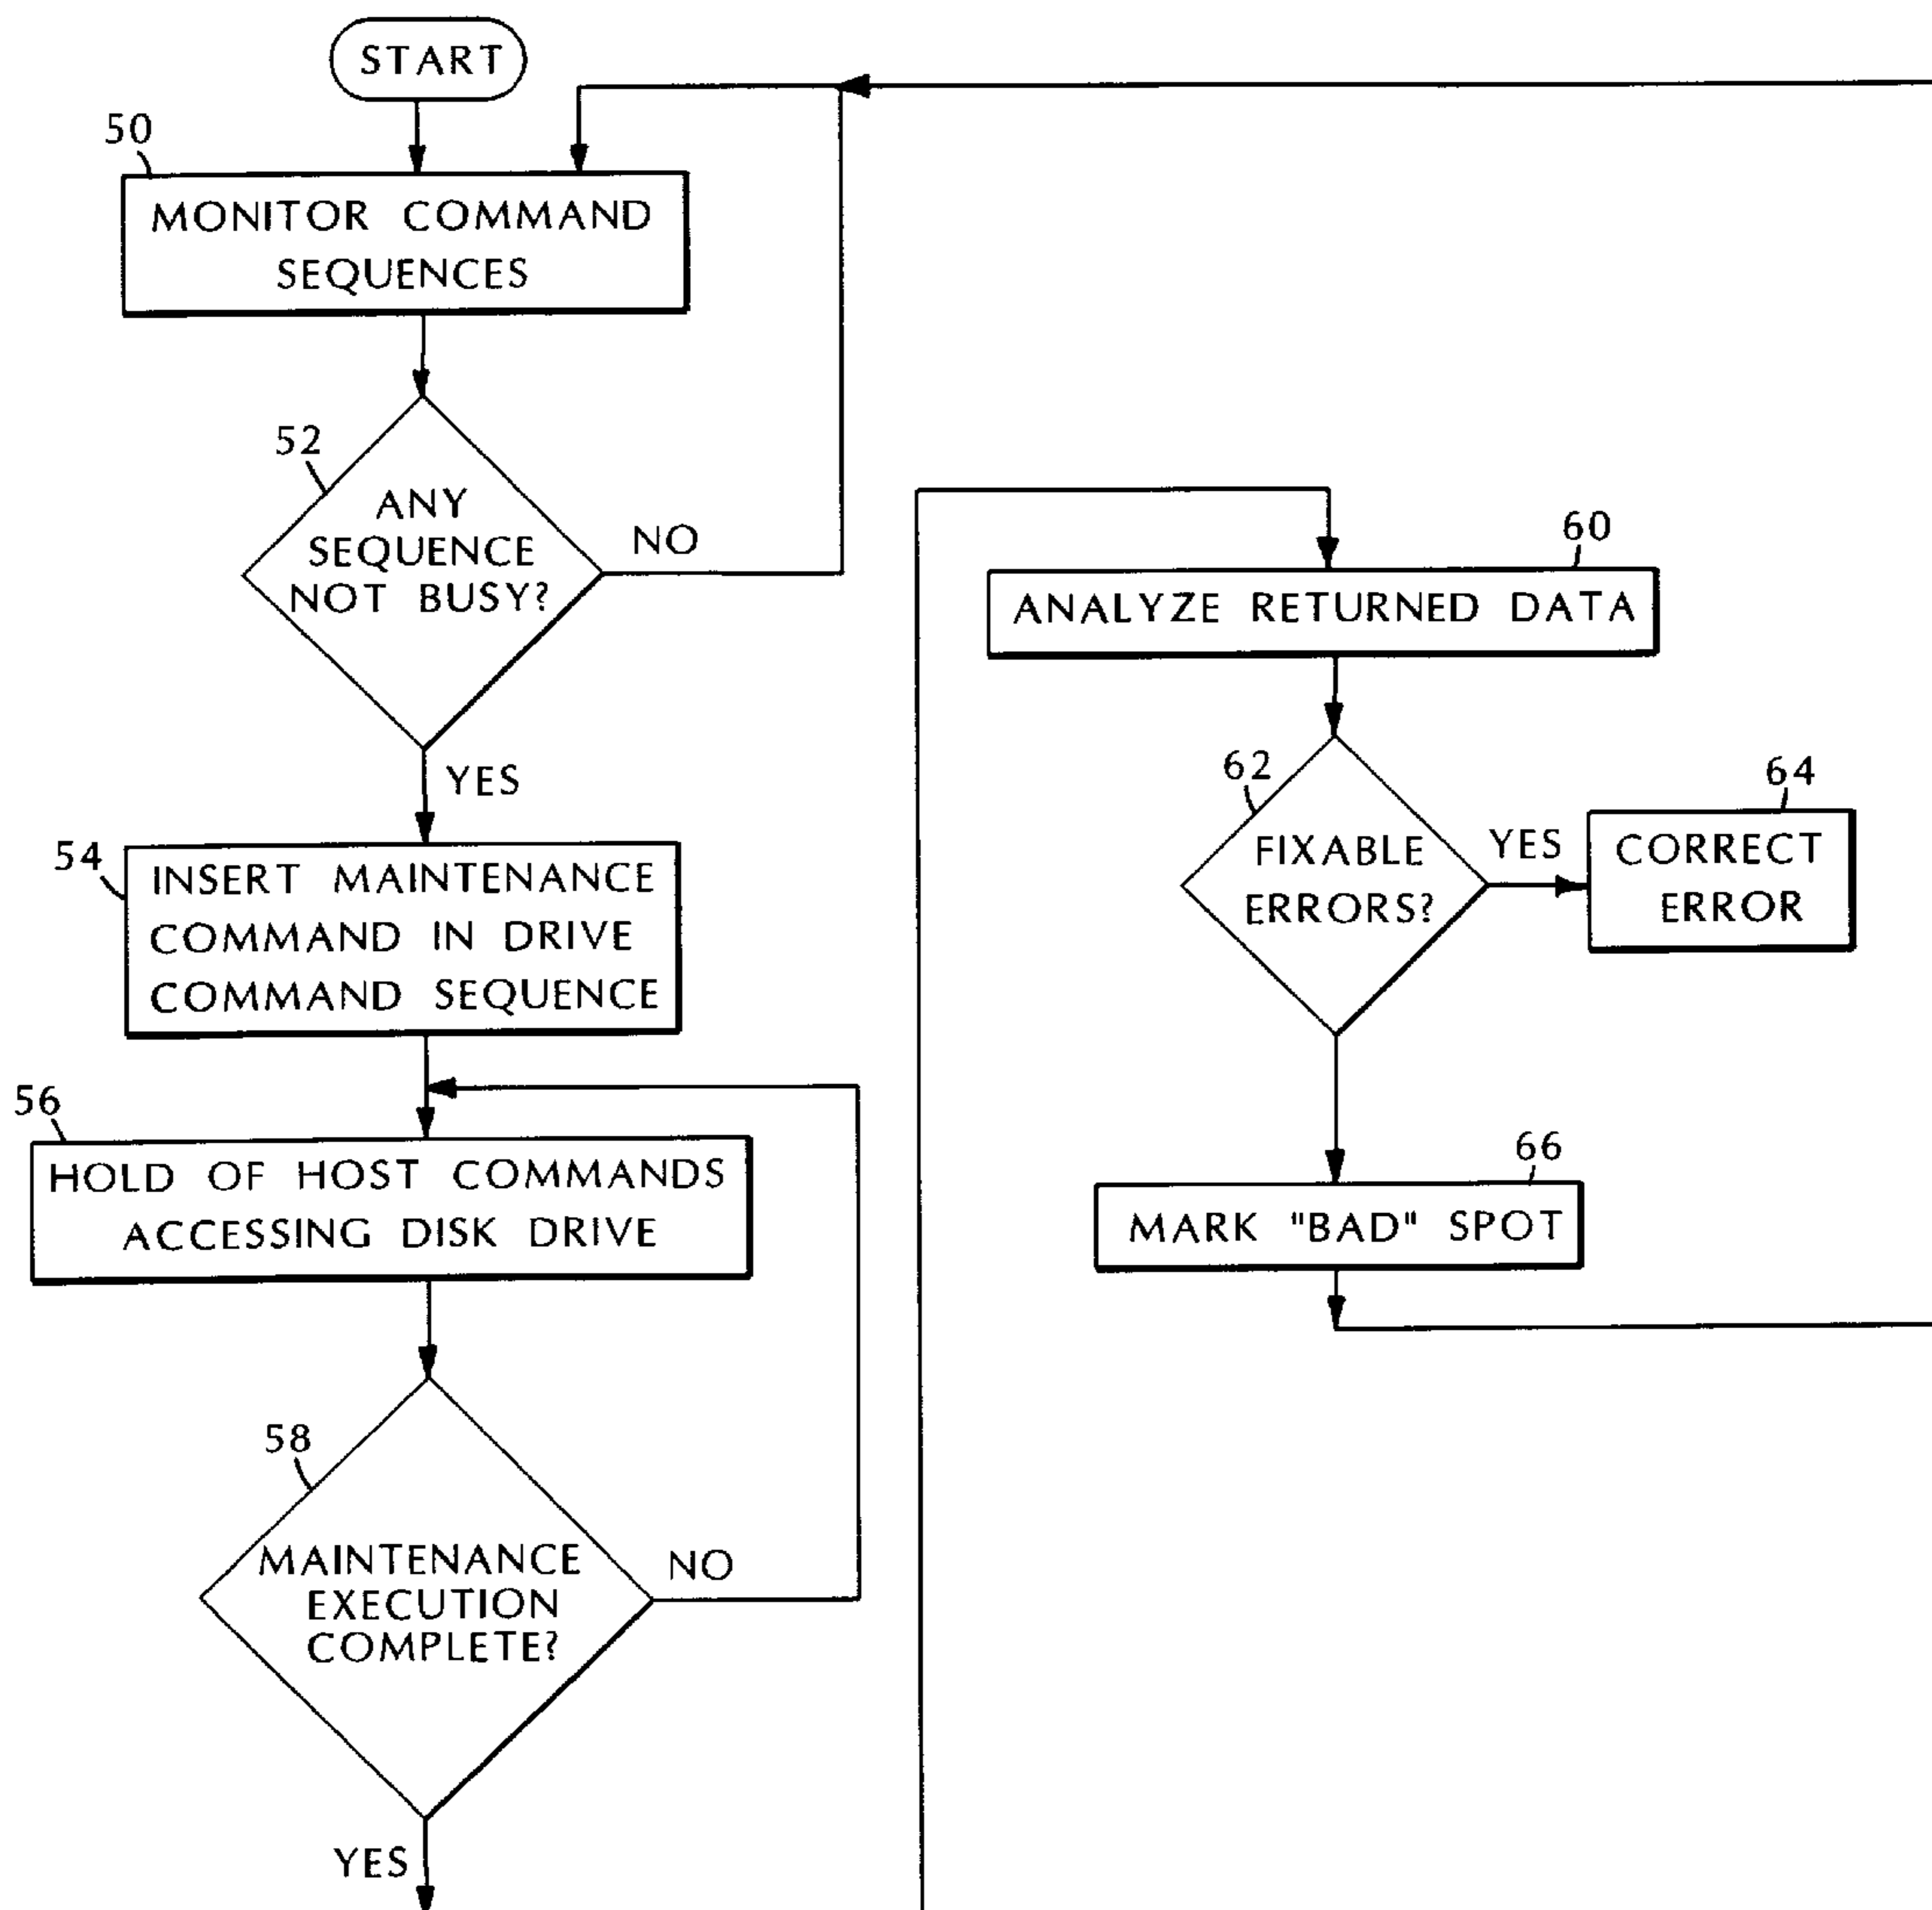 START
50
MONITOR COMMAND
SEQUENCES
52
ANY
SEQUENCE
NOT BUSY?
NO
YES
54
INSERT MAINTENANCE
COMMAND IN DRIVE
COMMAND SEQUENCE
56
HOLD OF HOST COMMANDS
ACCESSING DISK DRIVE
58
MAINTENANCE
EXECUTION
COMPLETE?
NO
YES
60
ANALYZE RETURNED DATA
62
FIXABLE
ERRORS?
YES
64
CORRECT
ERROR
66
MARK "BAD" SPOT